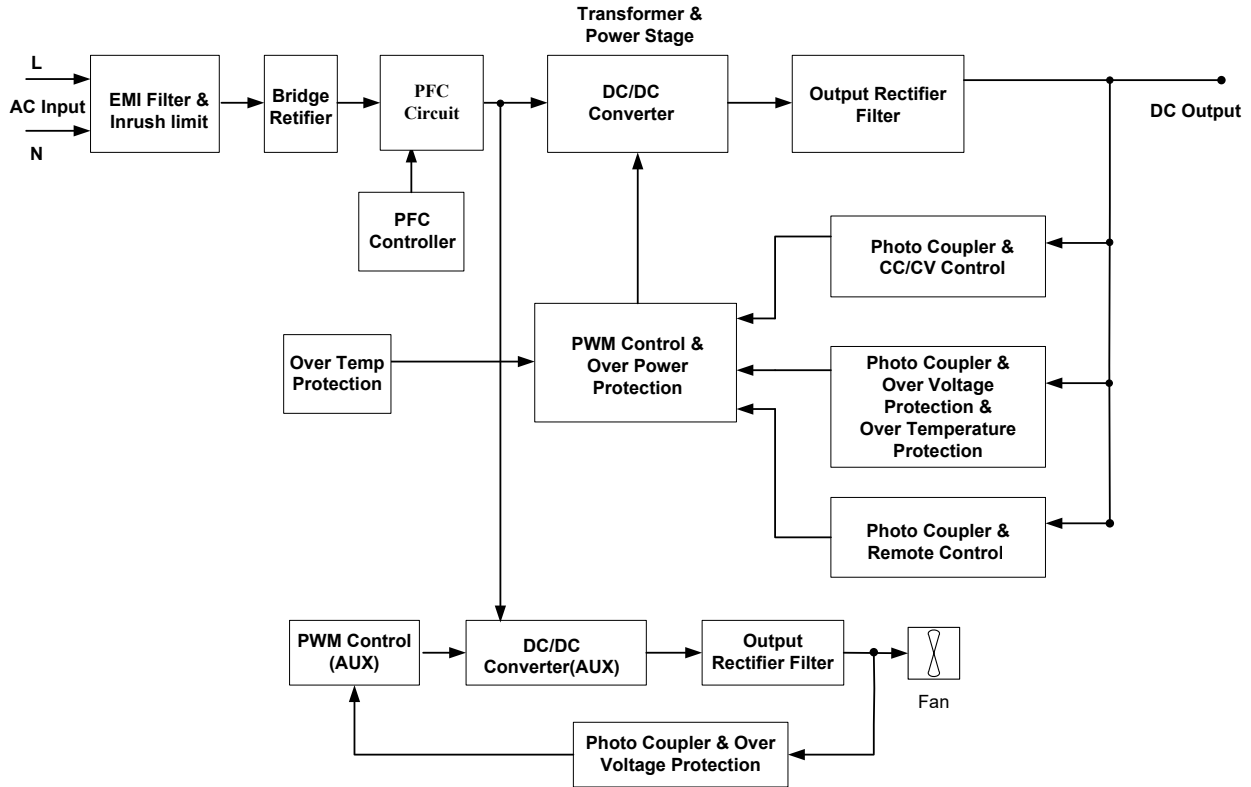 Transformer &
Power Stage
L
AC Input
N
EMI Filter &
Inrush limit
Bridge
Retifier
PFC
Circuit
DC/DC
Converter
Output Rectifier
Filter
DC Output
PFC
Controller
Photo Coupler &
CC/CV Control
Over Temp
Protection
PWM Control &
Over Power
Protection
Photo Coupler &
Over Voltage
Protection &
Over Temperature
Protection
Photo Coupler &
Remote Control
PWM Control
(AUX)
DC/DC
Converter(AUX)
Output
Rectifier Filter
Fan
Photo Coupler & Over
Voltage Protection